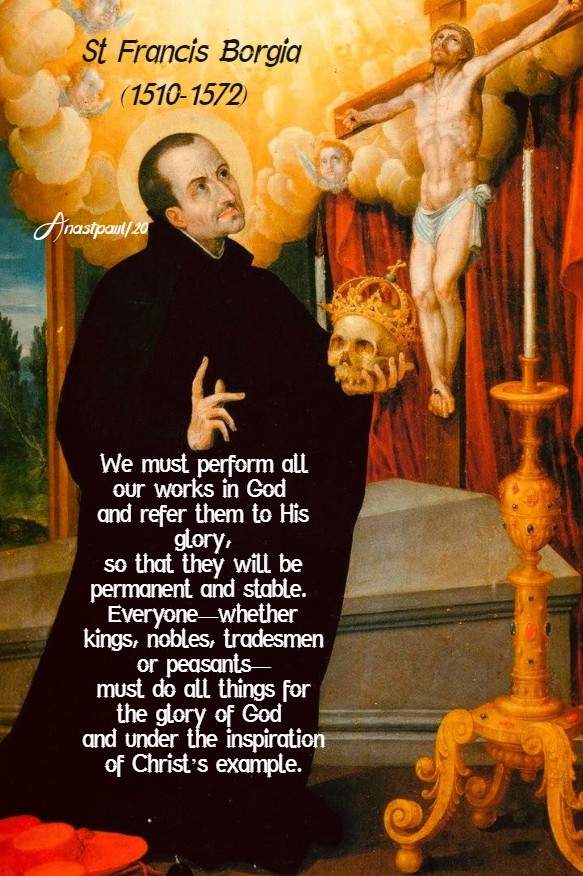 St Francis Borgia
(1510-1572)
Anastpaul/20
We must perform all
our works in God
and refer them to His
glory,
so that they will be
permanent and stable.
Everyone—whether
kings, nobles, tradesmen
or peasants—
must do all things for
the glory of God
and under the inspiration
of Christ's example.